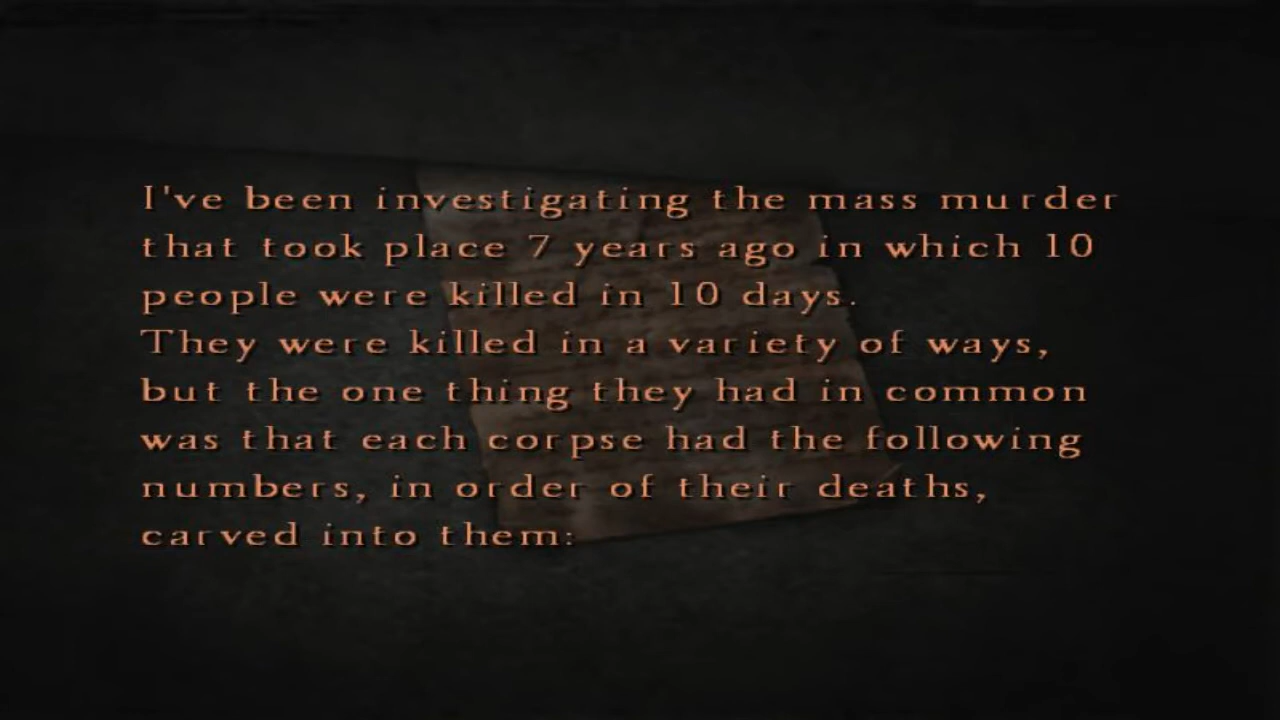 I've been investigating the mass murder
that took place 7 years ago in which 10
people were killed in 10 days.
They were killed in a variety of ways,
but the one thing they had in common
was that each corpse had the following
numbers, in order of their deaths,
carved into them: